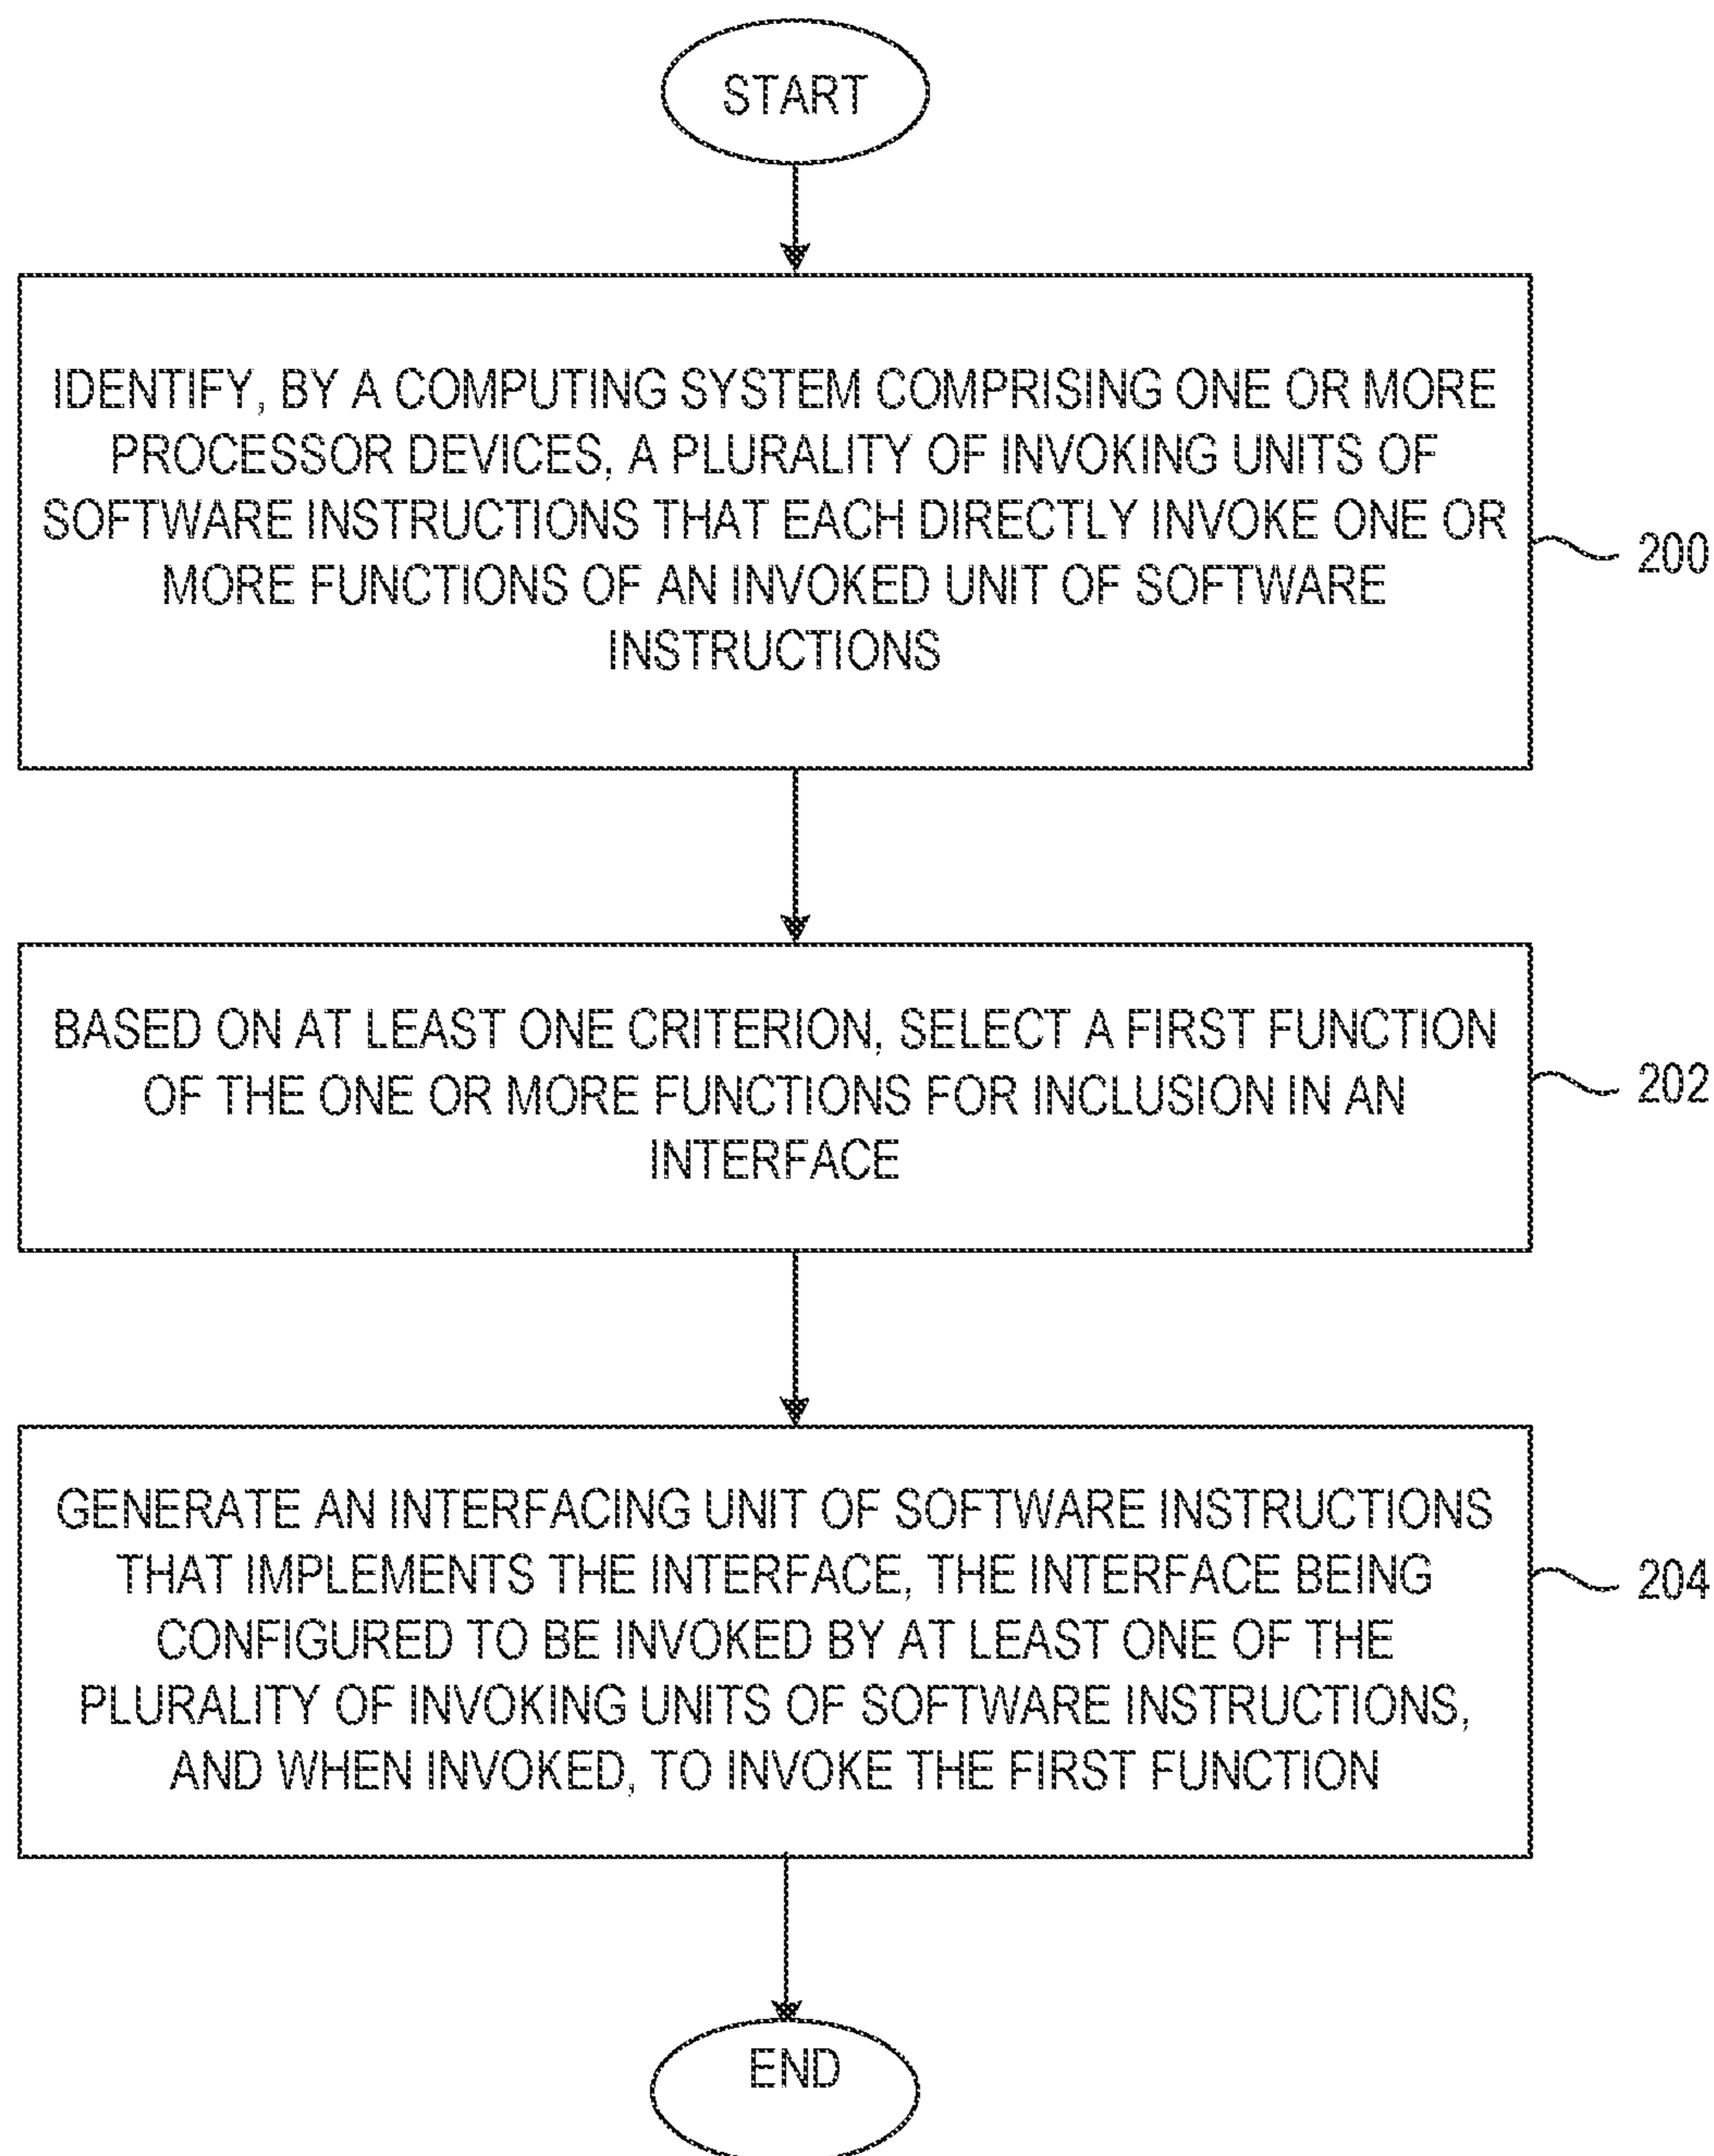 START
IDENTIFY, BY A COMPUTING SYSTEM COMPRISING ONE OR MORE
PROCESSOR DEVICES, A PLURALITY OF INVOKING UNITS OF
SOFTWARE INSTRUCTIONS THAT EACH DIRECTLY INVOKE ONE OR
MORE FUNCTIONS OF AN INVOKED UNIT OF SOFTWARE
INSTRUCTIONS
200
BASED ON AT LEAST ONE CRITERION, SELECT A FIRST FUNCTION
OF THE ONE OR MORE FUNCTIONS FOR INCLUSION IN AN
INTERFACE
202
GENERATE AN INTERFACING UNIT OF SOFTWARE INSTRUCTIONS
THAT IMPLEMENTS THE INTERFACE, THE INTERFACE BEING
CONFIGURED TO BE INVOKED BY AT LEAST ONE OF THE
PLURALITY OF INVOKING UNITS OF SOFTWARE INSTRUCTIONS,
AND WHEN INVOKED, TO INVOKE THE FIRST FUNCTION
204
END